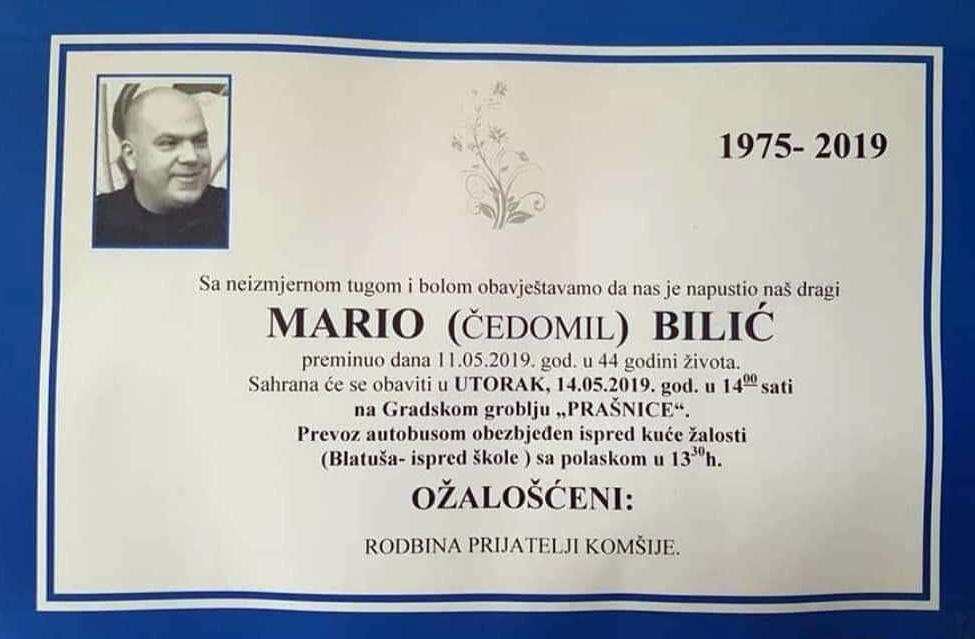 1975- 2019
Sa neizmjernom tugom i bolom obavještavamo da nas je napustio naš dragi
MARIO (ČEDOMIL) BILIĆ
preminuo dana 11.05.2019. god. u 44 godini života.
Sahrana će se obaviti u UTORAK, 14.05.2019. god. u 14⁰⁰ sati
na Gradskom groblju „PRAŠNICE“.
Prevoz autobusom obezbjeđen ispred kuće žalosti
(Blatuša- ispred škole ) sa polaskom u 13³⁰h.
OŽALOŠĆENI:
RODBINA PRIJATELJI KOMŠIJE.